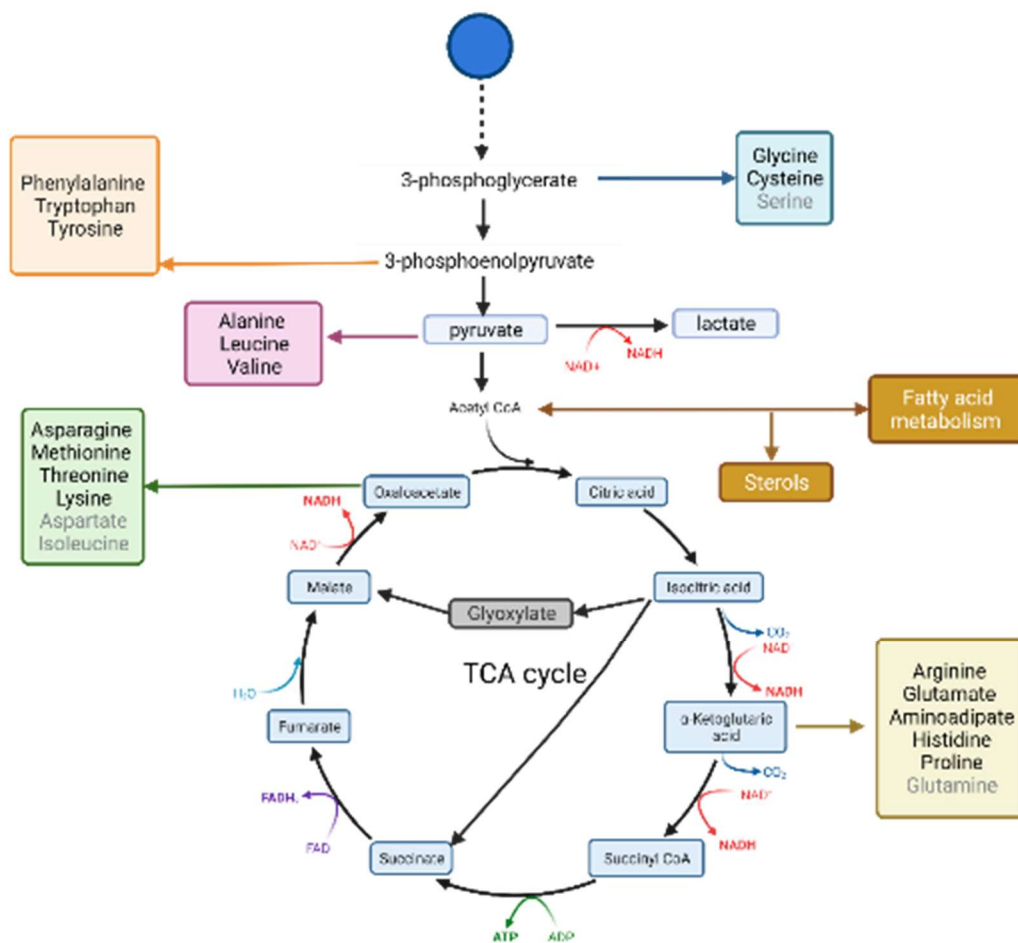 3-phosphoglycerate
Glycine
Cysteine
Serine
Phenylalanine
Tryptophan
Tyrosine
3-phosphoenolpyruvate
Alanine
Leucine
Valine
pyruvate
lactate
NAD+
NADH
Acetyl CoA
Fatty acid
metabolism
Sterols
Asparagine
Methionine
Threonine
Lysine
Aspartate
Isoleucine
Oxaloacetate
Citric acid
NADH
NAD⁺
Malate
Glyoxylate
Isocitric acid
TCA cycle
CO₂
NAD
NADH
H₂O
Fumarate
α-Ketoglutaric
acid
CO₂
Arginine
Glutamate
Aminoadipate
Histidine
Proline
Glutamine
FADH₂
FAD
NAD⁺
NADH
Succinate
Succinyl CoA
ATP
ADP